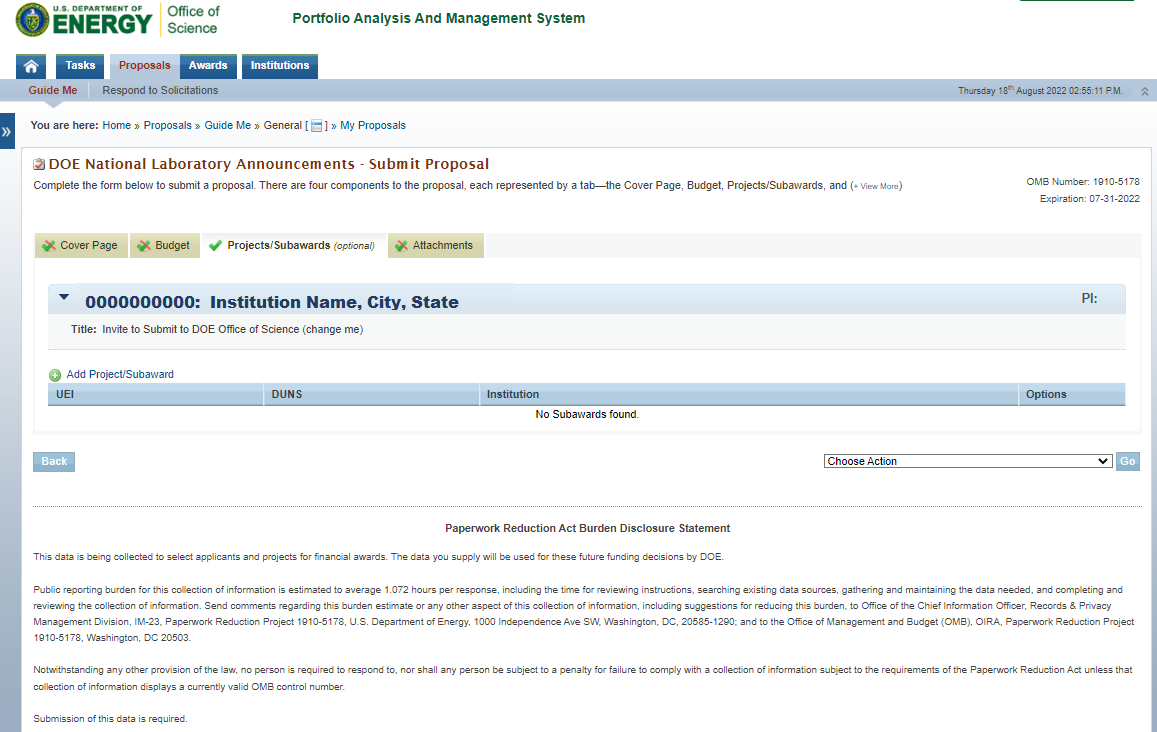 U.S. DEPARTMENT OF
ENERGY
Office of
Science
Portfolio Analysis And Management System
Tasks
Proposals
Awards
Institutions
Guide Me
Respond to Solicitations
Thursday 18th August 2022 02:55:11 P.M.
»
You are here: Home » Proposals » Guide Me » General [ ] » My Proposals
DOE National Laboratory Announcements - Submit Proposal
Complete the form below to submit a proposal. There are four components to the proposal, each represented by a tab—the Cover Page, Budget, Projects/Subawards, and (+ View More)
OMB Number: 1910-5178
Expiration: 07-31-2022
Cover Page
Budget
Projects/Subawards (optional)
Attachments
0000000000: Institution Name, City, State
PI:
Title: Invite to Submit to DOE Office of Science (change me)
Add Project/Subaward
UEI
DUNS
Institution
Options
No Subawards found.
Back
Choose Action
Go
Paperwork Reduction Act Burden Disclosure Statement
This data is being collected to select applicants and projects for financial awards. The data you supply will be used for these future funding decisions by DOE.
Public reporting burden for this collection of information is estimated to average 1.072 hours per response, including the time for reviewing instructions, searching existing data sources, gathering and maintaining the data needed, and completing and
reviewing the collection of information. Send comments regarding this burden estimate or any other aspect of this collection of information, including suggestions for reducing this burden, to Office of the Chief Information Officer, Records & Privacy
Management Division, IM-23, Paperwork Reduction Project 1910-5178, U.S. Department of Energy, 1000 Independence Ave SW, Washington, DC, 20585-1290; and to the Office of Management and Budget (OMB), OIRA, Paperwork Reduction Project
1910-5178, Washington, DC 20503.
Notwithstanding any other provision of the law, no person is required to respond to, nor shall any person be subject to a penalty for failure to comply with a collection of information subject to the requirements of the Paperwork Reduction Act unless that
collection of information displays a currently valid OMB control number.
Submission of this data is required.